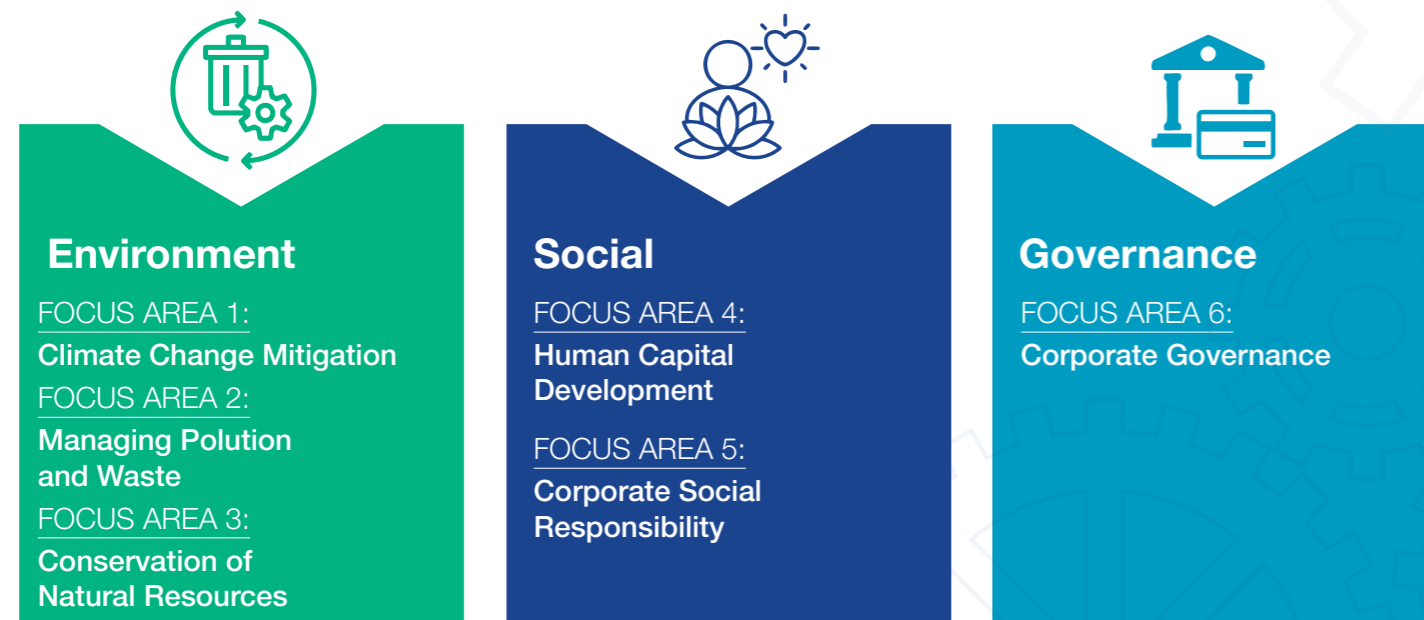 Environment
FOCUS AREA 1:
Climate Change Mitigation
FOCUS AREA 2:
Managing Polution
and Waste
FOCUS AREA 3:
Conservation of
Natural Resources
Social
FOCUS AREA 4:
Human Capital
Development
FOCUS AREA 5:
Corporate Social
Responsibility
Governance
FOCUS AREA 6:
Corporate Governance